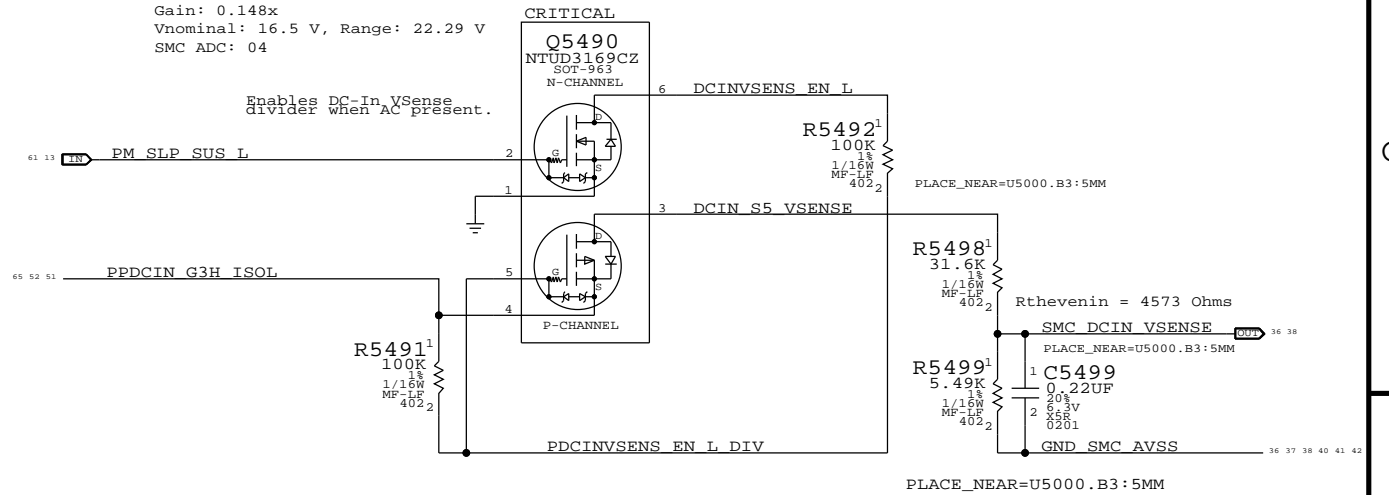 Gain: 0.148x
Vnominal: 16.5 V, Range: 22.29 V
SMC ADC: 04
CRITICAL
Q5490
NTUD3169CZ
SOT-963
N-CHANNEL
Enables DC-In VSense
divider when AC present.
6 DCINVSENS_EN_L
D
G
S
61 13 IN PM_SLP_SUS_L 2
1
R5492 1
100K
1%
1/16W
MF-LF
402 2
PLACE_NEAR=U5000.B3:5MM
3 DCIN_S5_VSENSE
D
G
S
65 52 51 PPDCIN_G3H_ISOL 5
4
P-CHANNEL
R5498 1
31.6K
1%
1/16W
MF-LF
402 2
Rthevenin = 4573 Ohms
SMC_DCIN_VSENSE OUT 36 38
PLACE_NEAR=U5000.B3:5MM
R5491 1
100K
1%
1/16W
MF-LF
402 2
R5499 1
5.49K
1%
1/16W
MF-LF
402 2
1 C5499
0.22UF
20%
6.3V
2 X5R
0201
PDCINVSENS_EN_L_DIV
GND_SMC_AVSS 36 37 38 40 41 42
PLACE_NEAR=U5000.B3:5MM